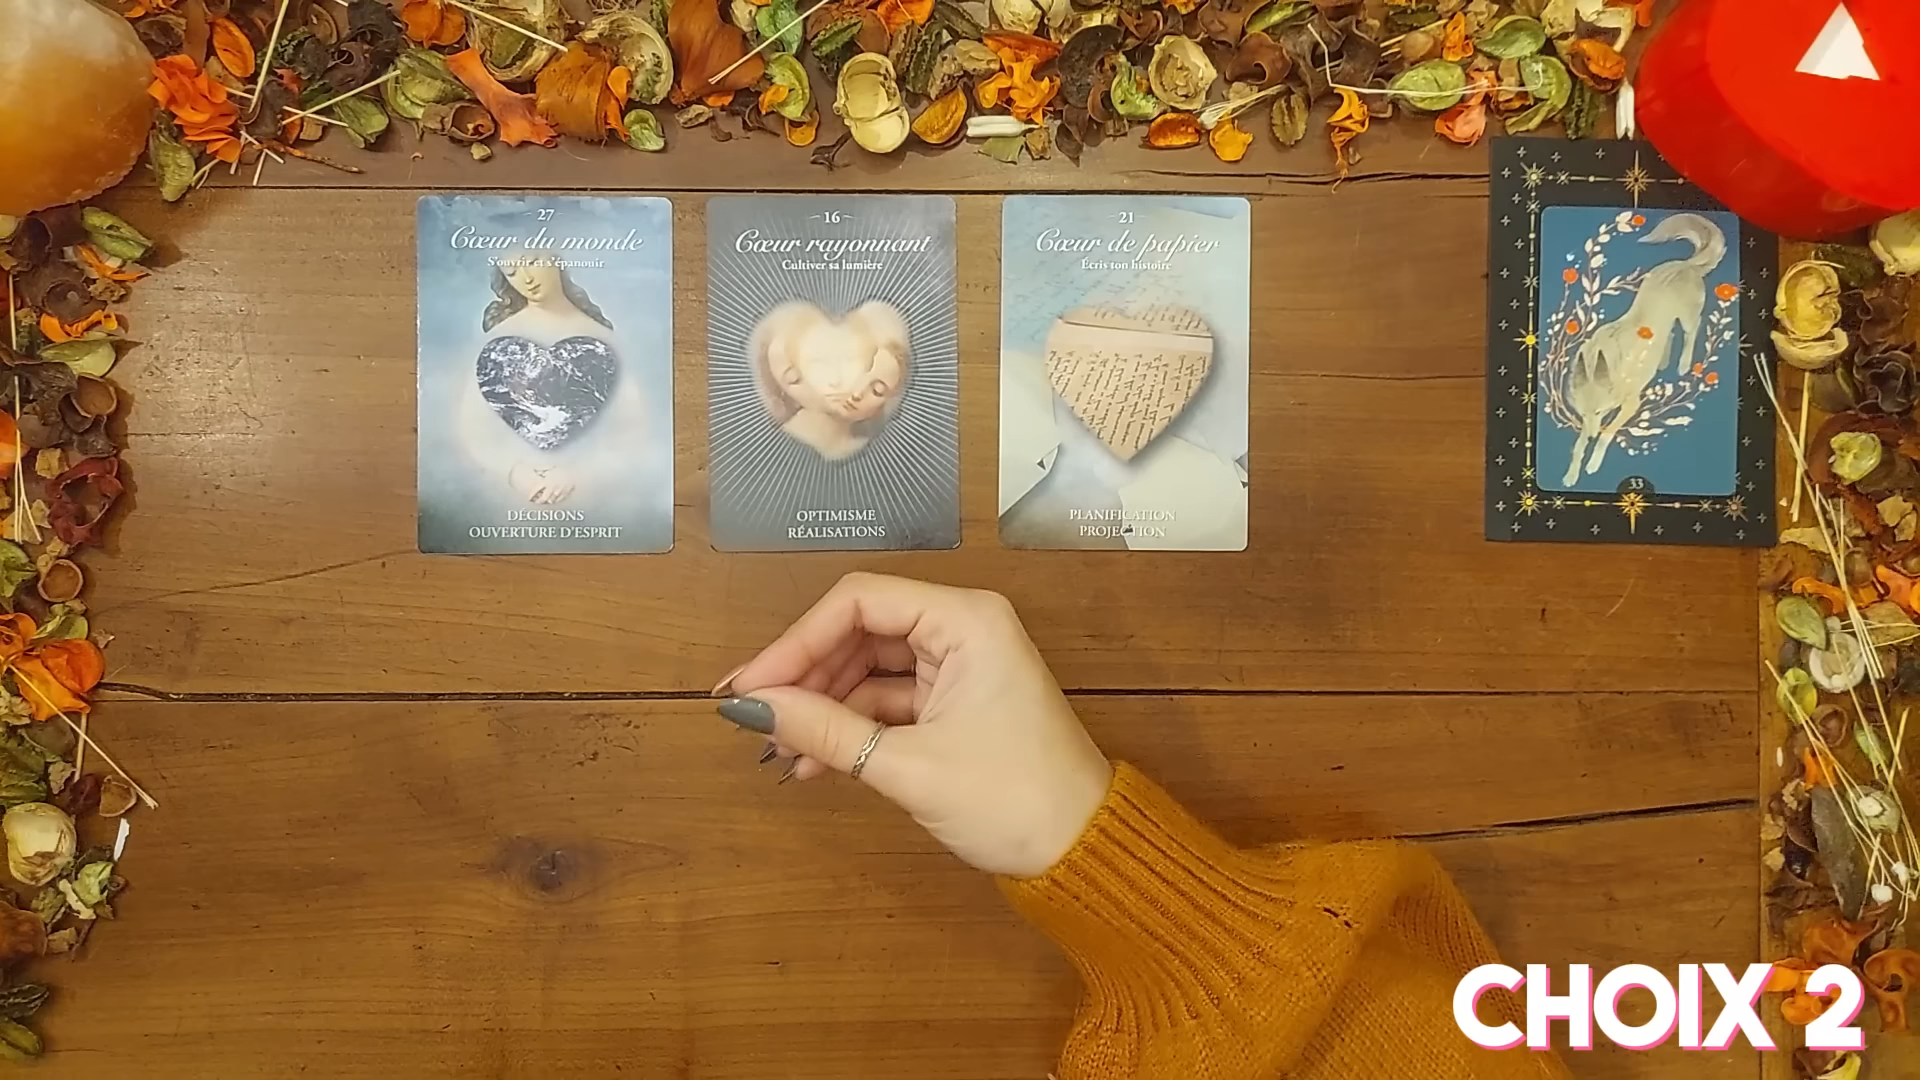 27
Cœur du monde
S'ouvrir et s'épanouir
DÉCISIONS
OUVERTURE D'ESPRIT
16
Cœur rayonnant
Cultiver sa lumière
OPTIMISME
RÉALISATIONS
21
Cœur de papier
Écris ton histoire
PLANIFICATION
PROJECTION
33
CHOIX 2